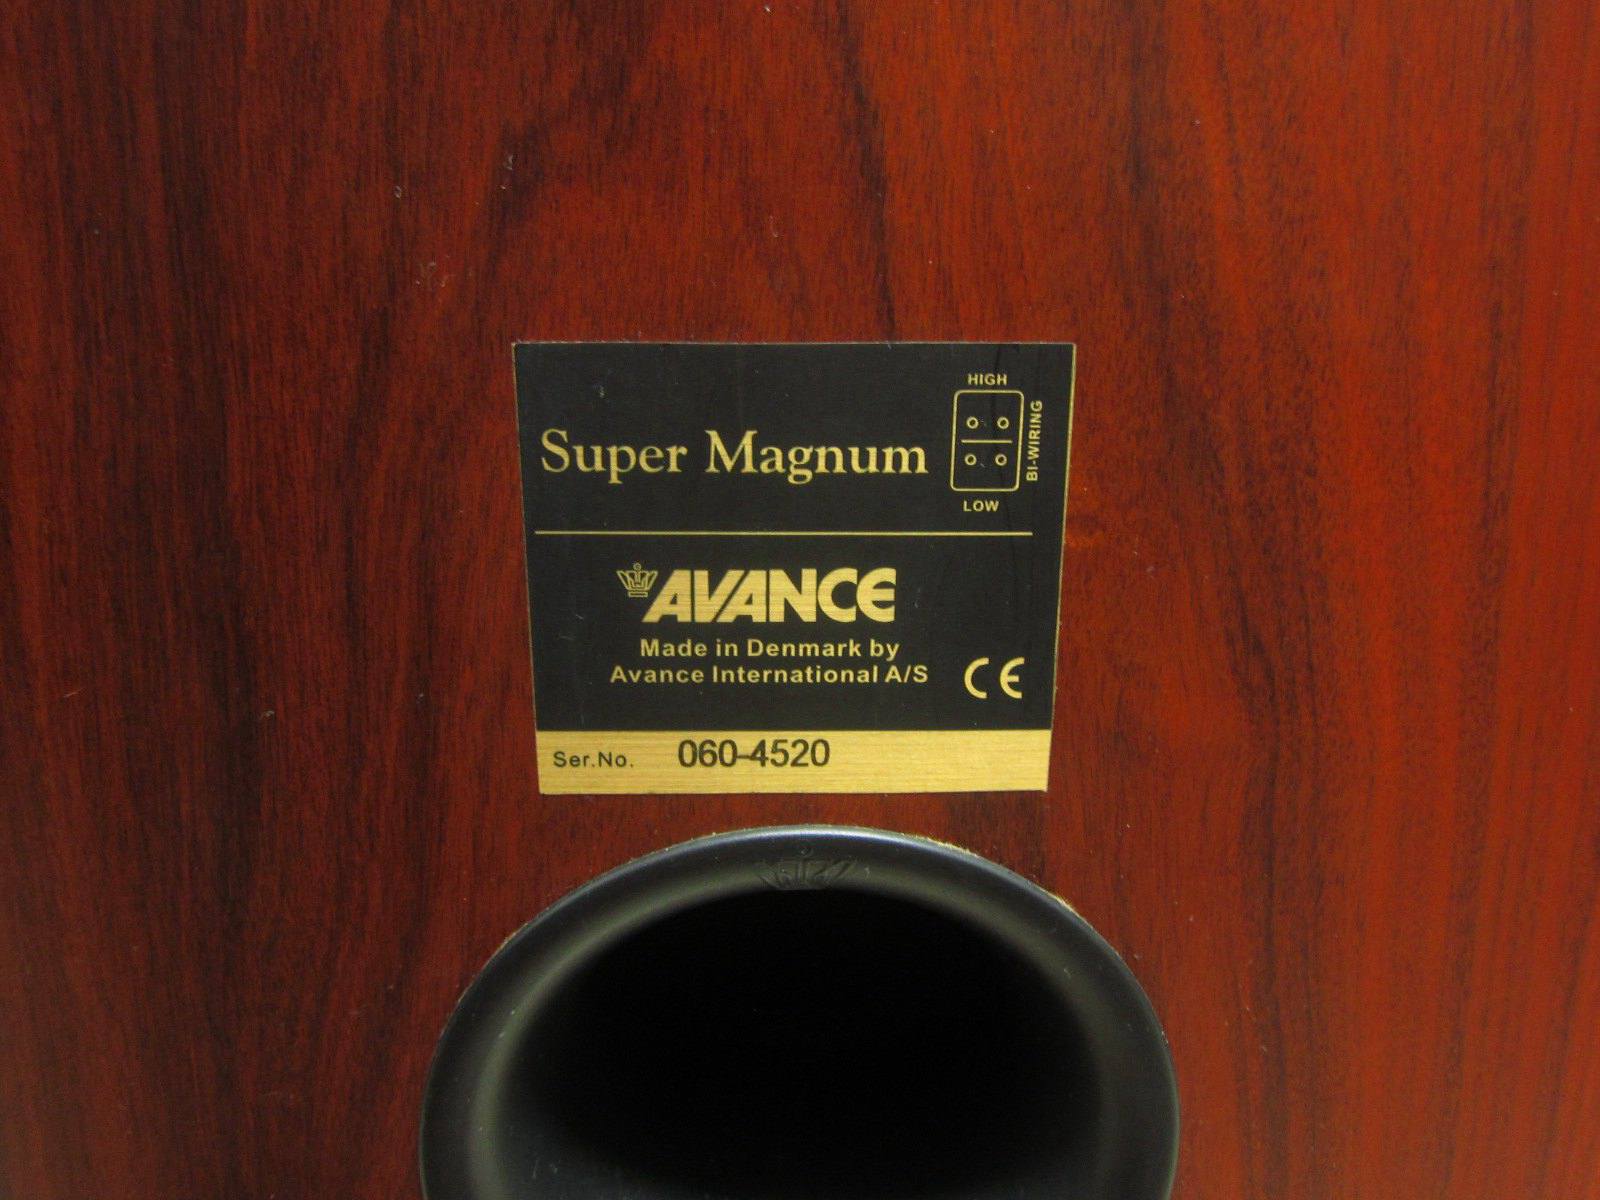 HIGH
Super Magnum
BI-WIRING
LOW
AVANCE
Made in Denmark by
Avance International A/S
CE
Ser.No. 060-4520